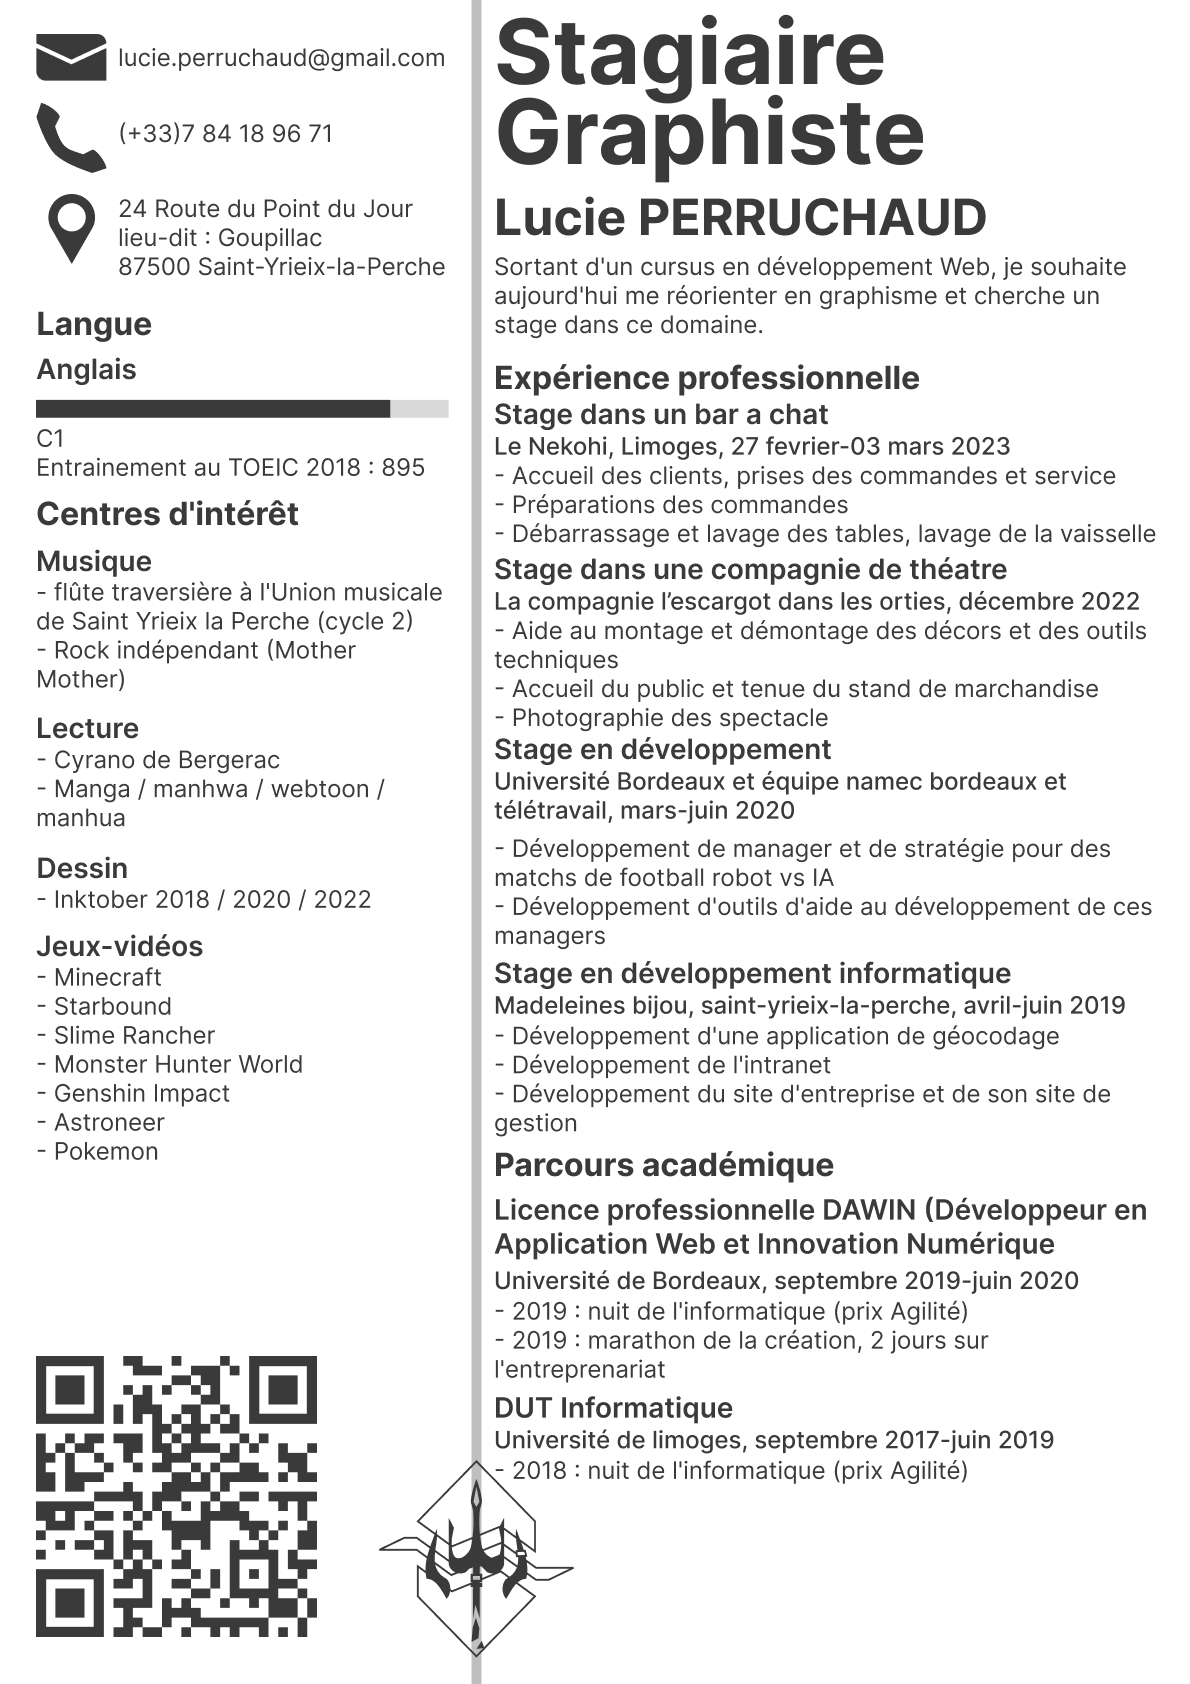 lucie.perruchaud@gmail.com
(+33)7 84 18 96 71
24 Route du Point du Jour
lieu-dit : Goupillac
87500 Saint-Yrieix-la-Perche
Langue
Anglais
C1
Entrainement au TOEIC 2018 : 895
Centres d'intérêt
Musique
- flûte traversière à l'Union musicale
de Saint Yrieix la Perche (cycle 2)
- Rock indépendant (Mother
Mother)
Lecture
- Cyrano de Bergerac
- Manga / manhwa / webtoon /
manhua
Dessin
- Inktober 2018 / 2020 / 2022
Jeux-vidéos
- Minecraft
- Starbound
- Slime Rancher
- Monster Hunter World
- Genshin Impact
- Astroneer
- Pokemon
Stagiaire
Graphiste
Lucie PERRUCHAUD
Sortant d'un cursus en développement Web, je souhaite
aujourd'hui me réorienter en graphisme et cherche un
stage dans ce domaine.
Expérience professionnelle
Stage dans un bar a chat
Le Nekohi, Limoges, 27 fevrier-03 mars 2023
- Accueil des clients, prises des commandes et service
- Préparations des commandes
- Débarrassage et lavage des tables, lavage de la vaisselle
Stage dans une compagnie de théatre
La compagnie l’escargot dans les orties, décembre 2022
- Aide au montage et démontage des décors et des outils
techniques
- Accueil du public et tenue du stand de marchandise
- Photographie des spectacle
Stage en développement
Université Bordeaux et équipe namec bordeaux et
télétravail, mars-juin 2020
- Développement de manager et de stratégie pour des
matchs de football robot vs IA
- Développement d'outils d'aide au développement de ces
managers
Stage en développement informatique
Madeleines bijou, saint-yrieix-la-perche, avril-juin 2019
- Développement d'une application de géocodage
- Développement de l'intranet
- Développement du site d'entreprise et de son site de
gestion
Parcours académique
Licence professionnelle DAWIN (Développeur en
Application Web et Innovation Numérique
Université de Bordeaux, septembre 2019-juin 2020
- 2019 : nuit de l'informatique (prix Agilité)
- 2019 : marathon de la création, 2 jours sur
l'entreprenariat
DUT Informatique
Université de limoges, septembre 2017-juin 2019
- 2018 : nuit de l'informatique (prix Agilité)